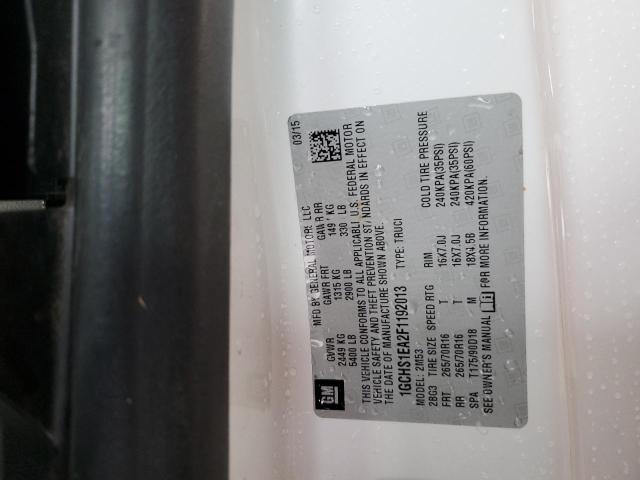 GM
MFD BY GENERAL MOTORS LLC 03/15
GVWR GAWR FRT GAWR RR
2449 KG 1315 KG 149 KG
5400 LB 2900 LB 330 LB
THIS VEHICLE CONFORMS TO ALL APPLICABL U.S. FEDERAL MOTOR
VEHICLE SAFETY AND THEFT PREVENTION STANDARDS IN EFFECT ON
THE DATE OF MANUFACTURE SHOWN ABOVE.
1GCHS1EA2F1192013 TYPE: TRUCK
MODEL: 2M53
28G3 TIRE SIZE SPEED RTG RIM COLD TIRE PRESSURE
FRT 265/70R16 T 16X7.0J 240KPA(35PSI)
RR 265/70R16 T 16X7.0J 240KPA(35PSI)
SPA T175/90D18 M 18X4.5B 420KPA(60PSI)
SEE OWNER'S MANUAL FOR MORE INFORMATION.